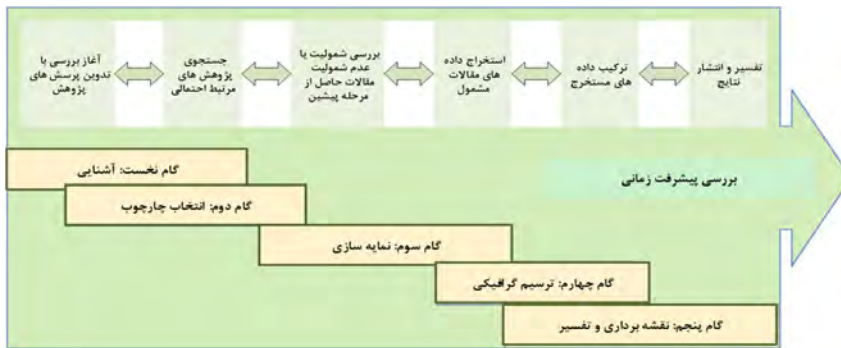 آغاز بررسی با
تدوین پرسش های
پژوهش
جستجوی
پژوهش های
مرتبط احتمالی
بررسی شمولیت یا
عدم شمولیت
مقالات حاصل از
مرحله پیشین
استخراج داده
های مقالات
مشمول
ترکیب داده
های مستخرج
تفسیر و انتشار
نتایج
بررسی پیشرفت زمانی
گام نخست: آشنایی
گام دوم: انتخاب چارچوب
گام سوم: نمایه سازی
گام چهارم: ترسیم گرافیکی
گام پنجم: نقشه برداری و تفسیر